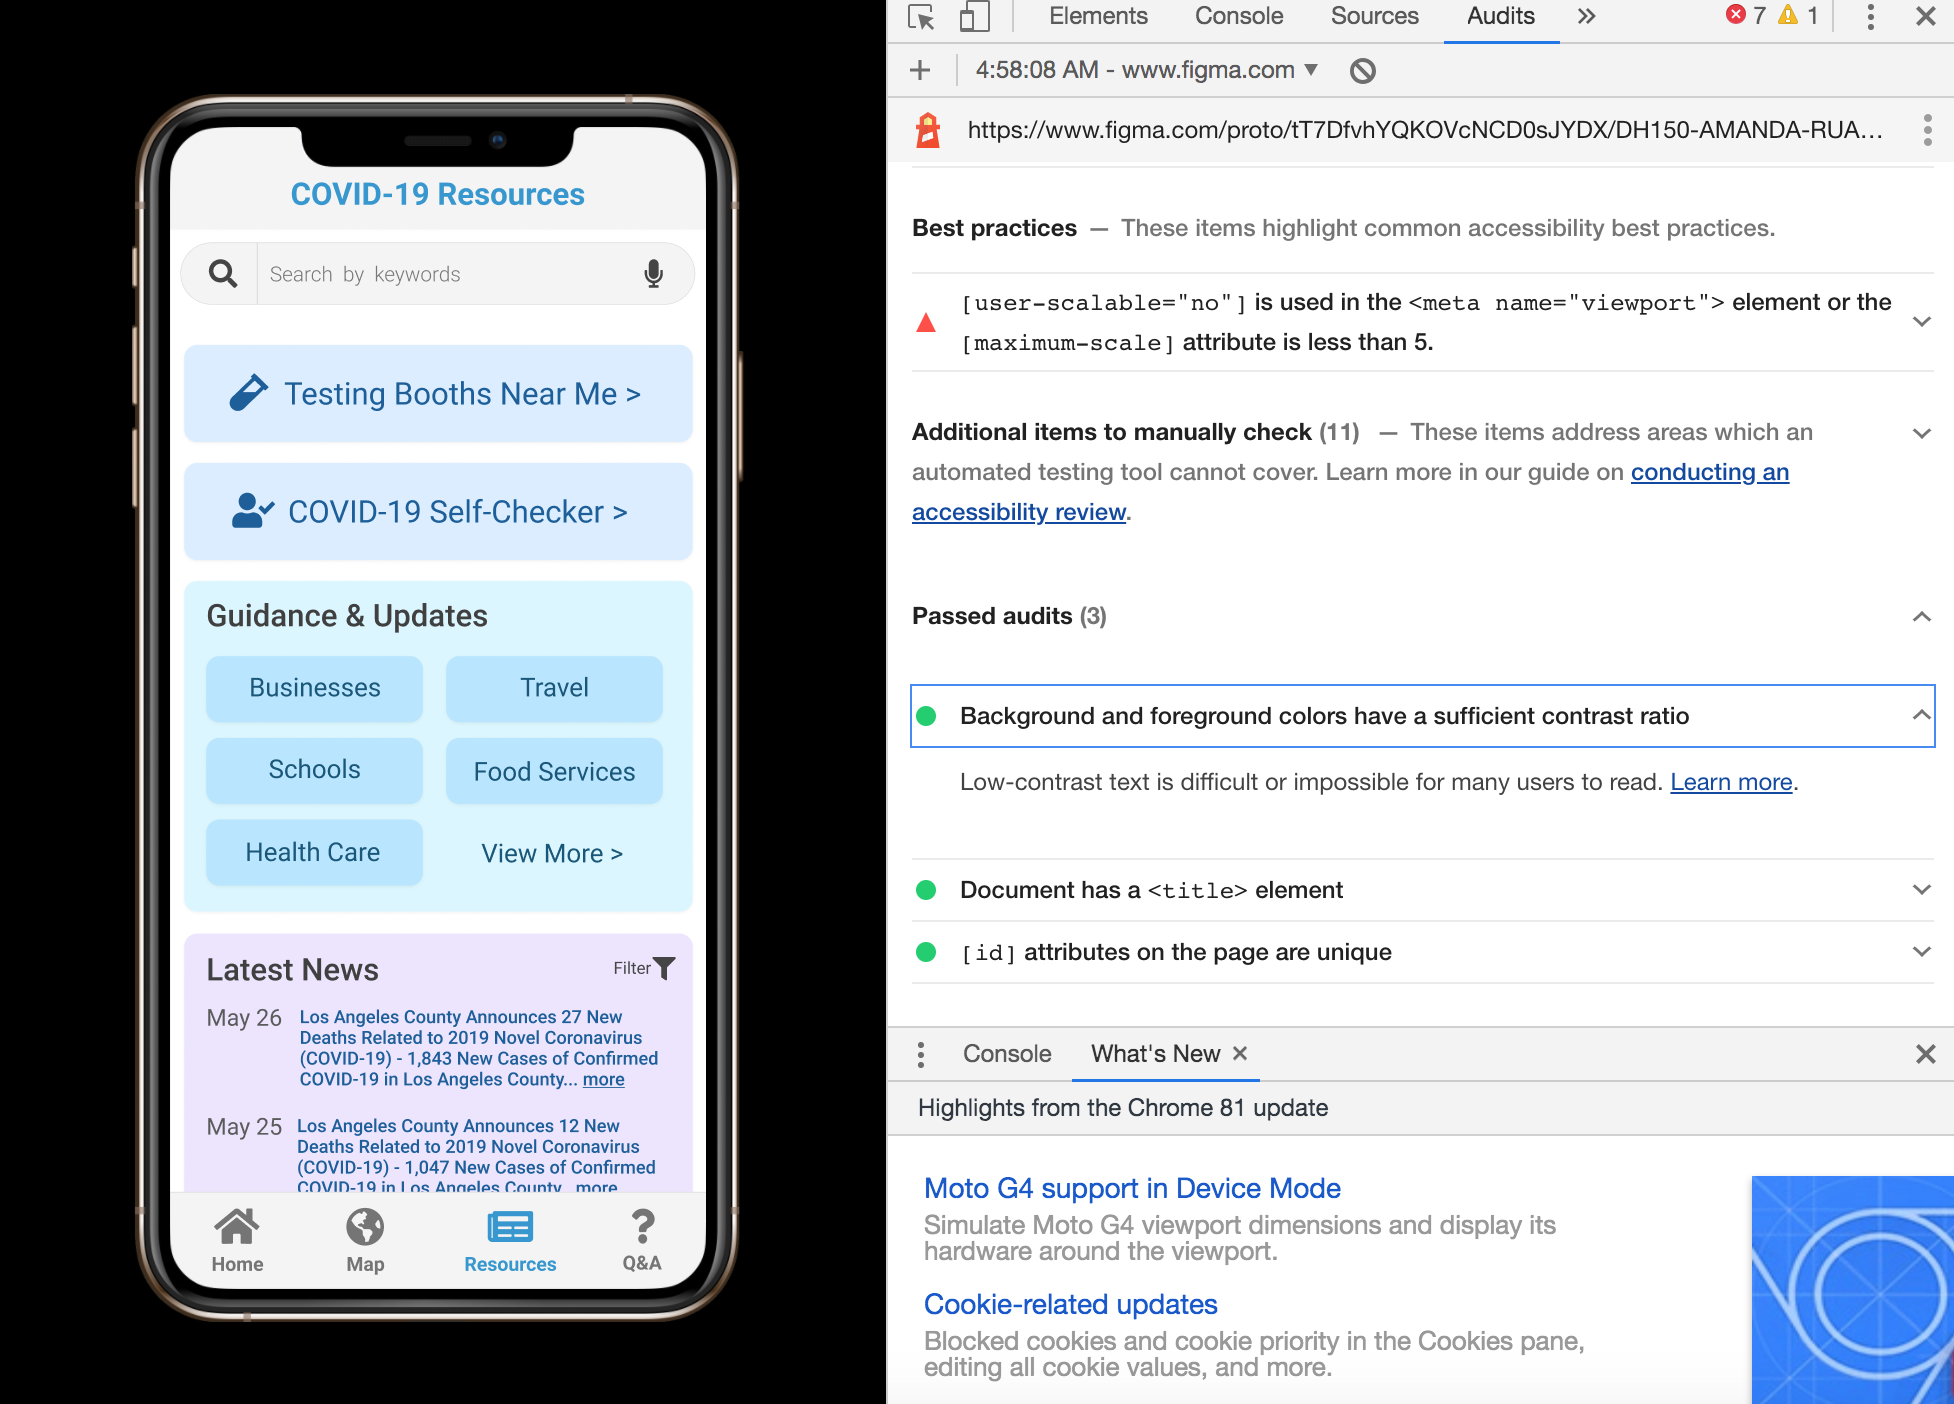 COVID-19 Resources
Search by keywords
Testing Booths Near Me >
COVID-19 Self-Checker >
Guidance & Updates
Businesses
Travel
Schools
Food Services
Health Care
View More >
Latest News
Filter
May 26
Los Angeles County Announces 27 New
Deaths Related to 2019 Novel Coronavirus
(COVID-19) - 1,843 New Cases of Confirmed
COVID-19 in Los Angeles County... more
May 25
Los Angeles County Announces 12 New
Deaths Related to 2019 Novel Coronavirus
(COVID-19) - 1,047 New Cases of Confirmed
COVID-19 in Los Angeles County... more
Home
Map
Resources
Q&A
Elements
Console
Sources
Audits
»
7
1
4:58:08 AM - www.figma.com
https://www.figma.com/proto/tT7DfvhYQKOVcNCD0sJYDX/DH150-AMANDA-RUA...
Best practices — These items highlight common accessibility best practices.
[user-scalable="no"] is used in the <meta name="viewport"> element or the
[maximum-scale] attribute is less than 5.
Additional items to manually check (11) — These items address areas which an
automated testing tool cannot cover. Learn more in our guide on conducting an
accessibility review.
Passed audits (3)
Background and foreground colors have a sufficient contrast ratio
Low-contrast text is difficult or impossible for many users to read. Learn more.
Document has a <title> element
[id] attributes on the page are unique
Console
What's New
Highlights from the Chrome 81 update
Moto G4 support in Device Mode
Simulate Moto G4 viewport dimensions and display its
hardware around the viewport.
Cookie-related updates
Blocked cookies and cookie priority in the Cookies pane,
editing all cookie values, and more.